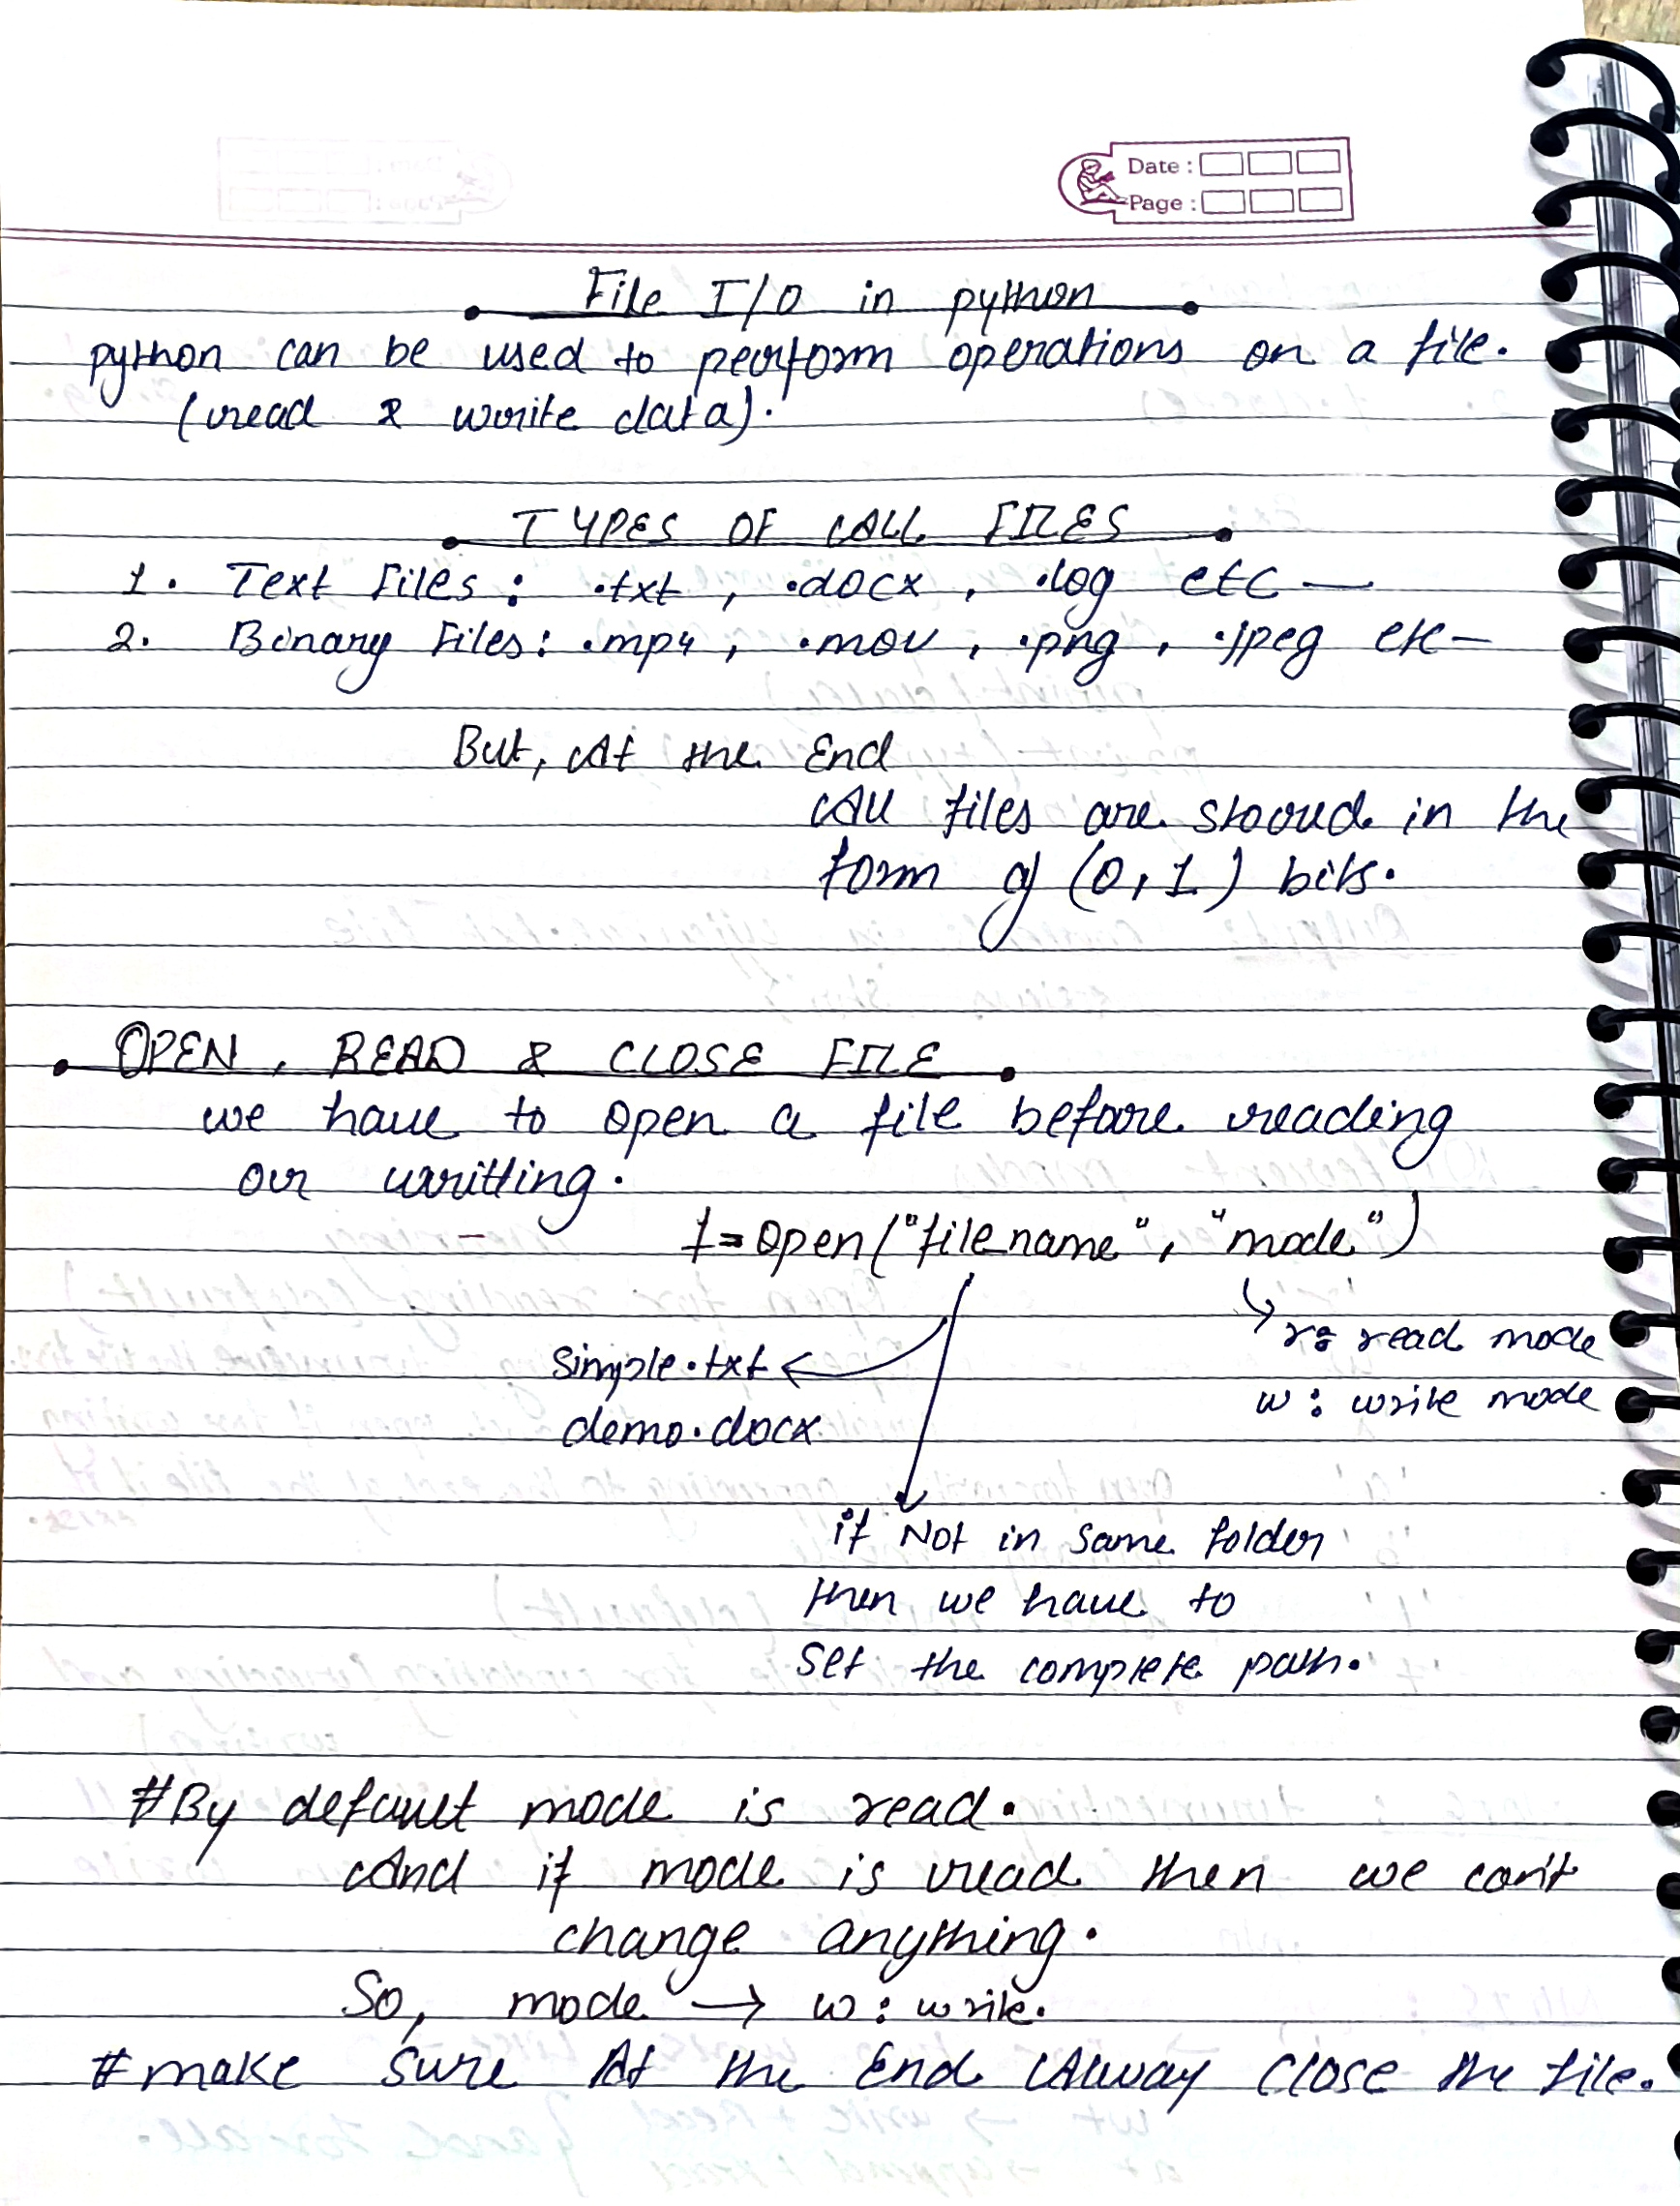 Date :
Page :
File I/O in python
python can be used to perform operations on a file.
(read & write data).
TYPES OF ALL FILES
1. Text Files : .txt , .docx , .log etc —
2. Binary Files : .mp4 , .mov , .png , .jpeg etc —
But, At the End
All files are stored in the
form of (0,1) bits.
OPEN, READ & CLOSE FILE
we have to open a file before reading
or writting.
f = open("file name", "mode")
simple.txt
demo.docx
r : read mode
w : write mode
if Not in same folder
then we have to
set the complete path.
#By default mode is read.
And if mode is read then we can't
change anything.
So, mode → w : write.
#make sure At the End Alway close the file.